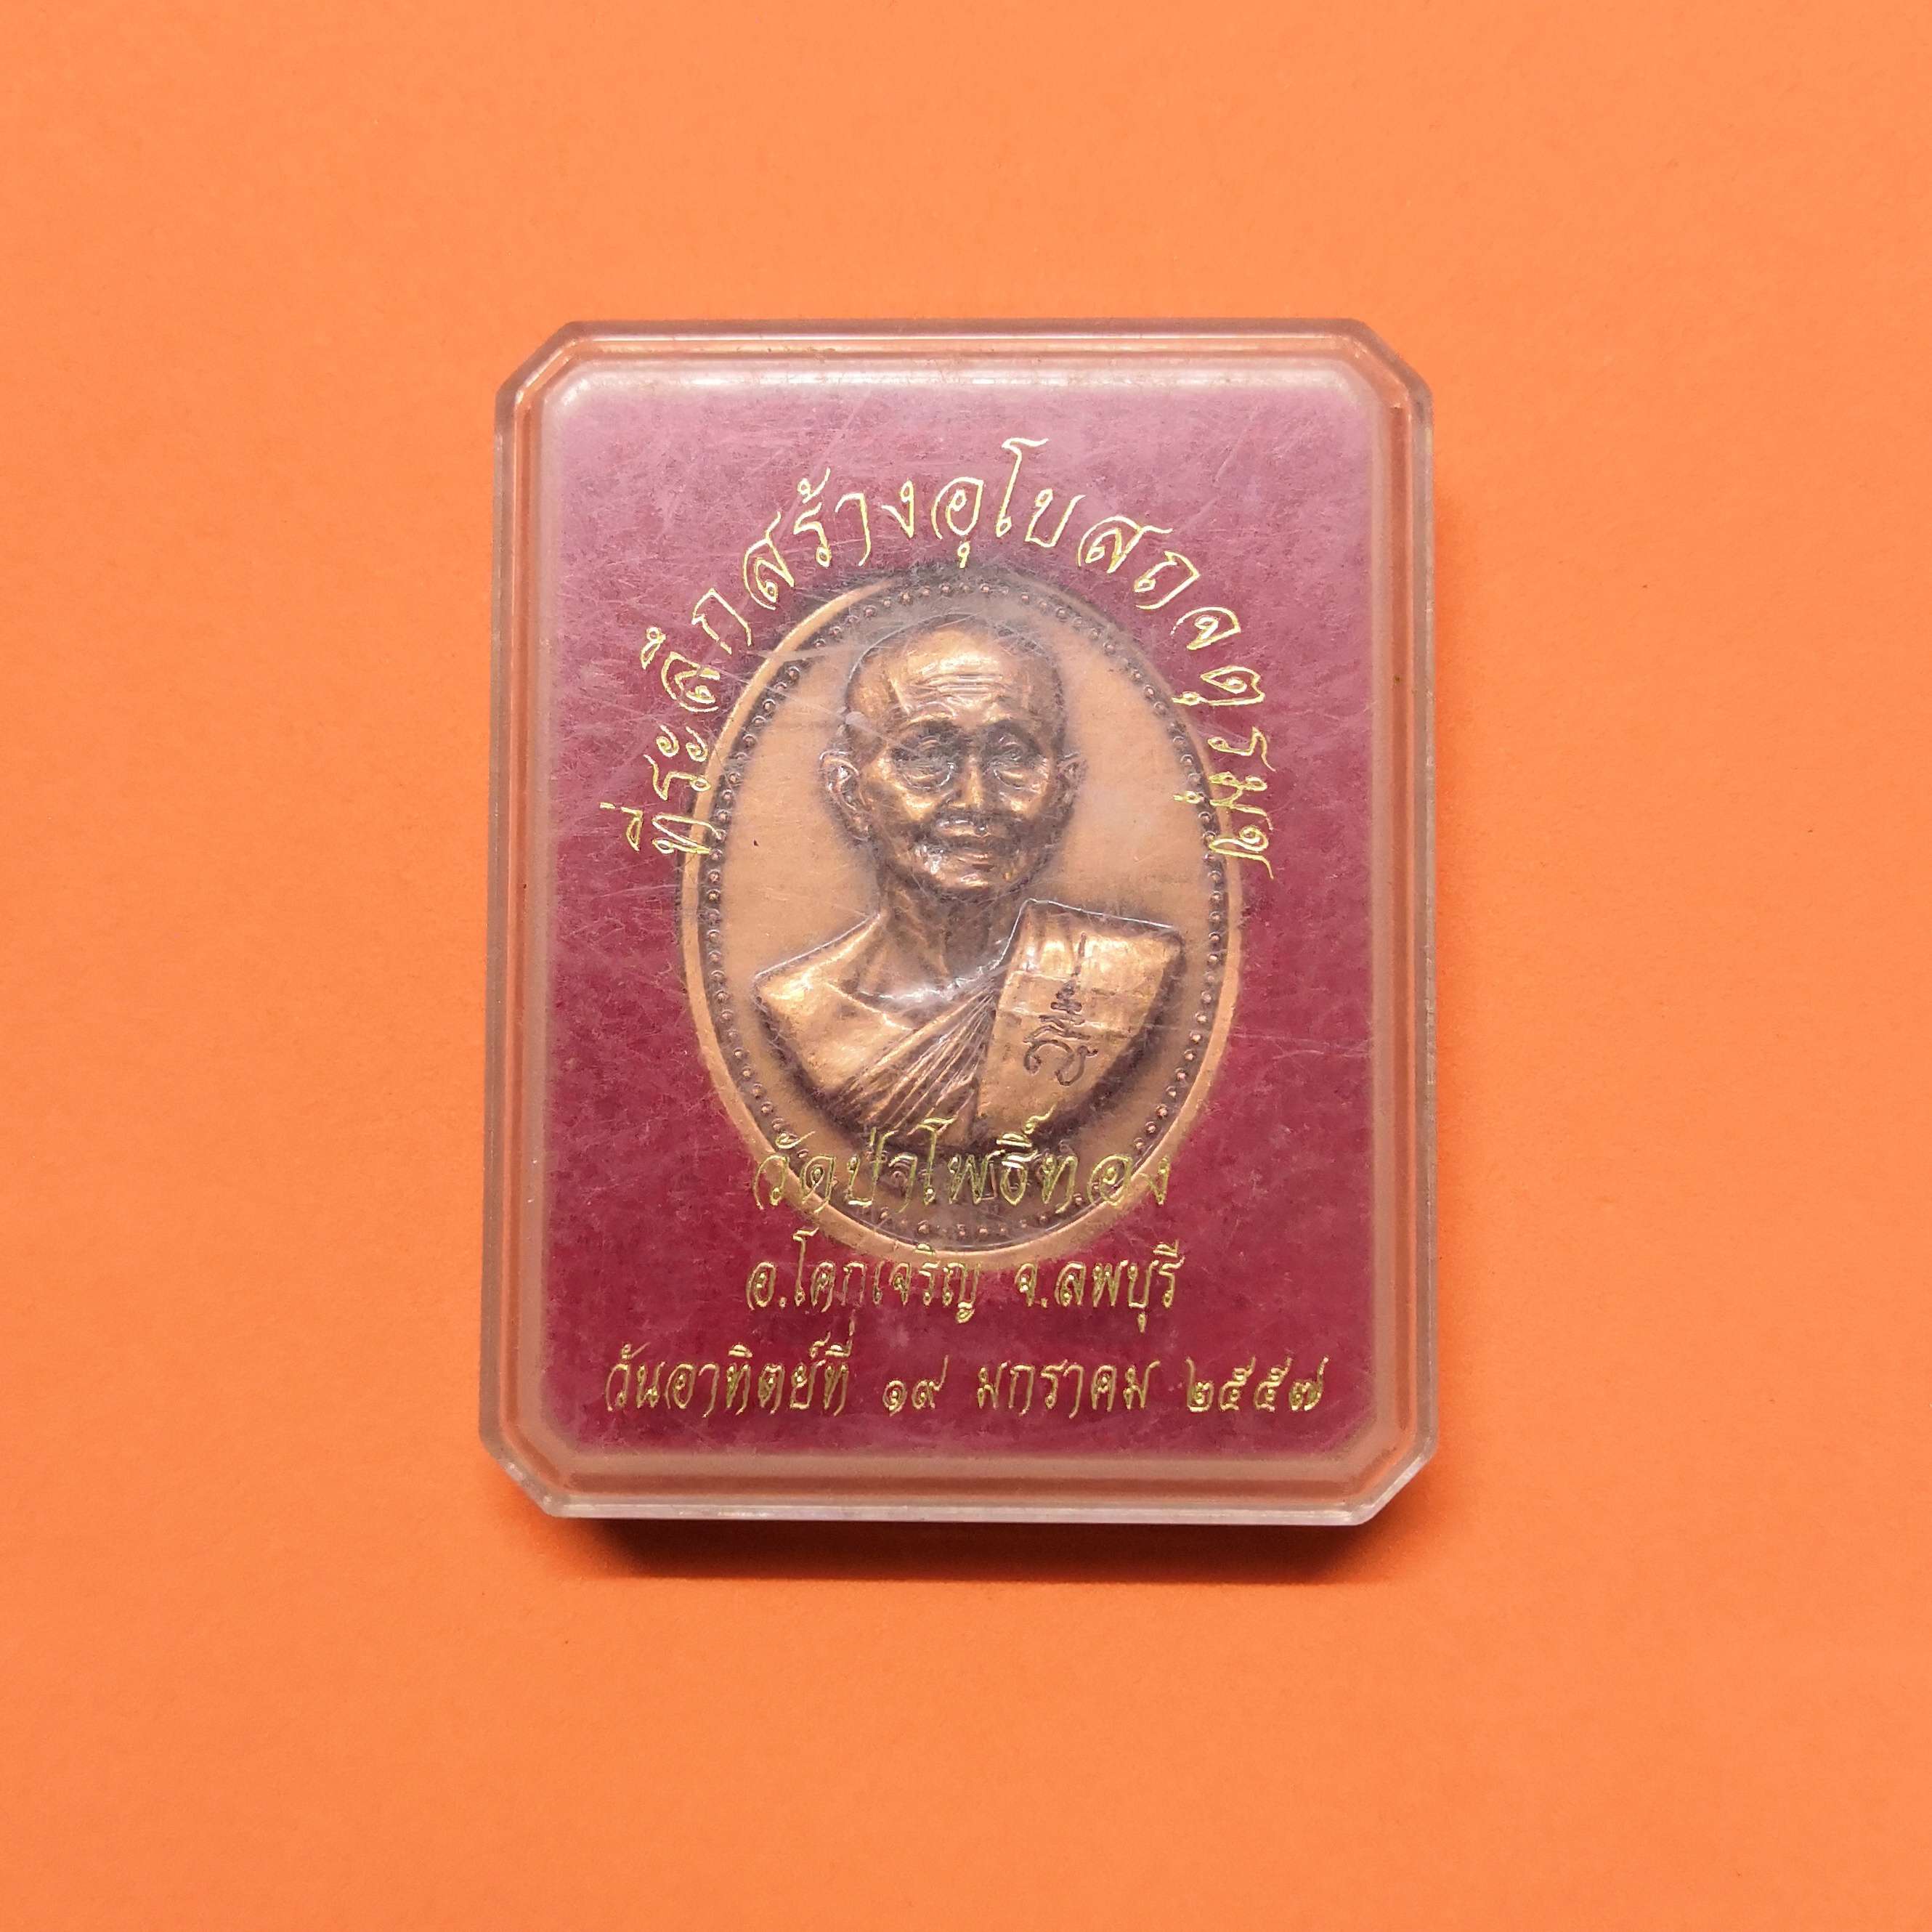 ที่ระลึกสร้างอุโบสถจตุรมุข
วัดป่าโพธิ์ทอง
อ.โคกเจริญ จ.ลพบุรี
วันอาทิตย์ที่ ๑๙ มกราคม ๒๕๕๗